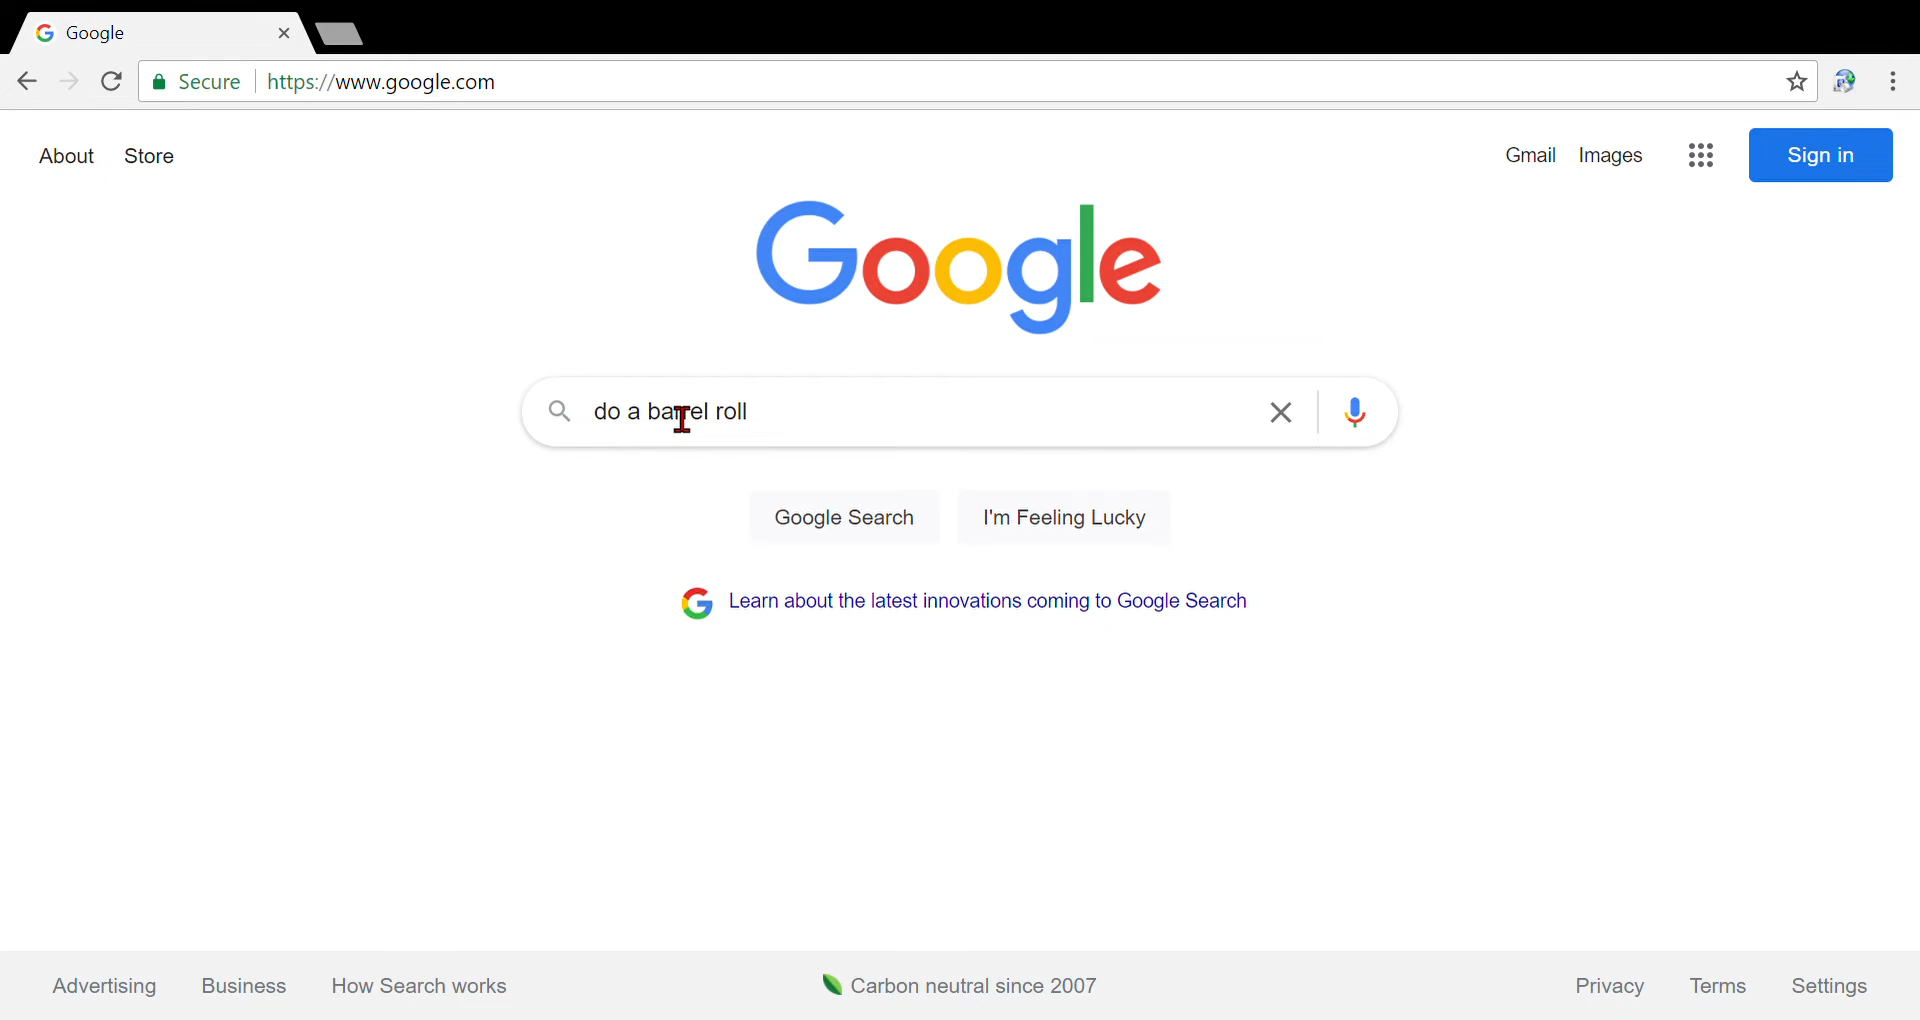 Google
Secure https://www.google.com
About Store Gmail Images Sign in
Google
do a barrel roll
Google Search I'm Feeling Lucky
Learn about the latest innovations coming to Google Search
Advertising Business How Search works Carbon neutral since 2007 Privacy Terms Settings